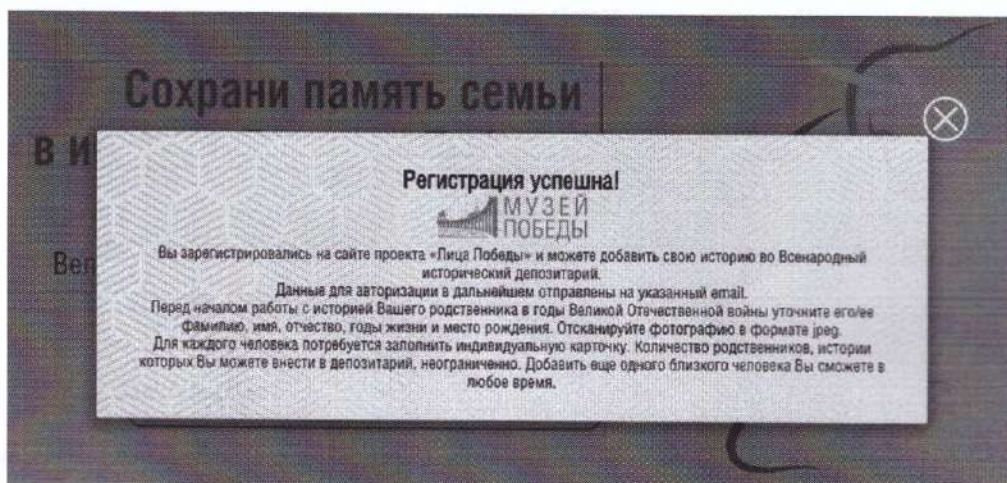 Сохрани память семьи
в и
Регистрация успешна!
МУЗЕЙ
ПОБЕДЫ
Вы зарегистрировались на сайте проекта «Лица Победы» и можете добавить свою историю во Всенародный
исторический депозитарий.
Данные для авторизации в дальнейшем отправлены на указанный email.
Перед началом работы с историей Вашего родственника в годы Великой Отечественной войны уточните его/ее
фамилию, имя, отчество, годы жизни и место рождения. Отсканируйте фотографию в формате jpeg.
Для каждого человека потребуется заполнить индивидуальную карточку. Количество родственников, истории
которых Вы можете внести в депозитарий, неограниченно. Добавить еще одного близкого человека Вы сможете в
любое время.